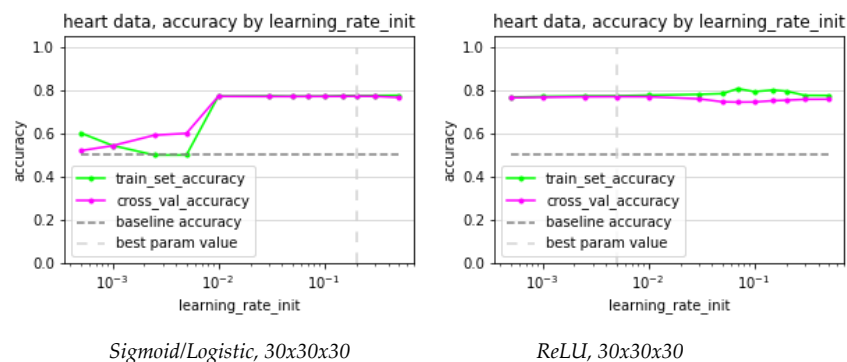 heart data, accuracy by learning_rate_init
1.0
0.8
0.6
0.4
0.2
0.0
accuracy
train_set_accuracy
cross_val_accuracy
baseline accuracy
best param value
10⁻³
10⁻²
10⁻¹
learning_rate_init
Sigmoid/Logistic, 30x30x30
heart data, accuracy by learning_rate_init
1.0
0.8
0.6
0.4
0.2
0.0
accuracy
train_set_accuracy
cross_val_accuracy
baseline accuracy
best param value
10⁻³
10⁻²
10⁻¹
learning_rate_init
ReLU, 30x30x30